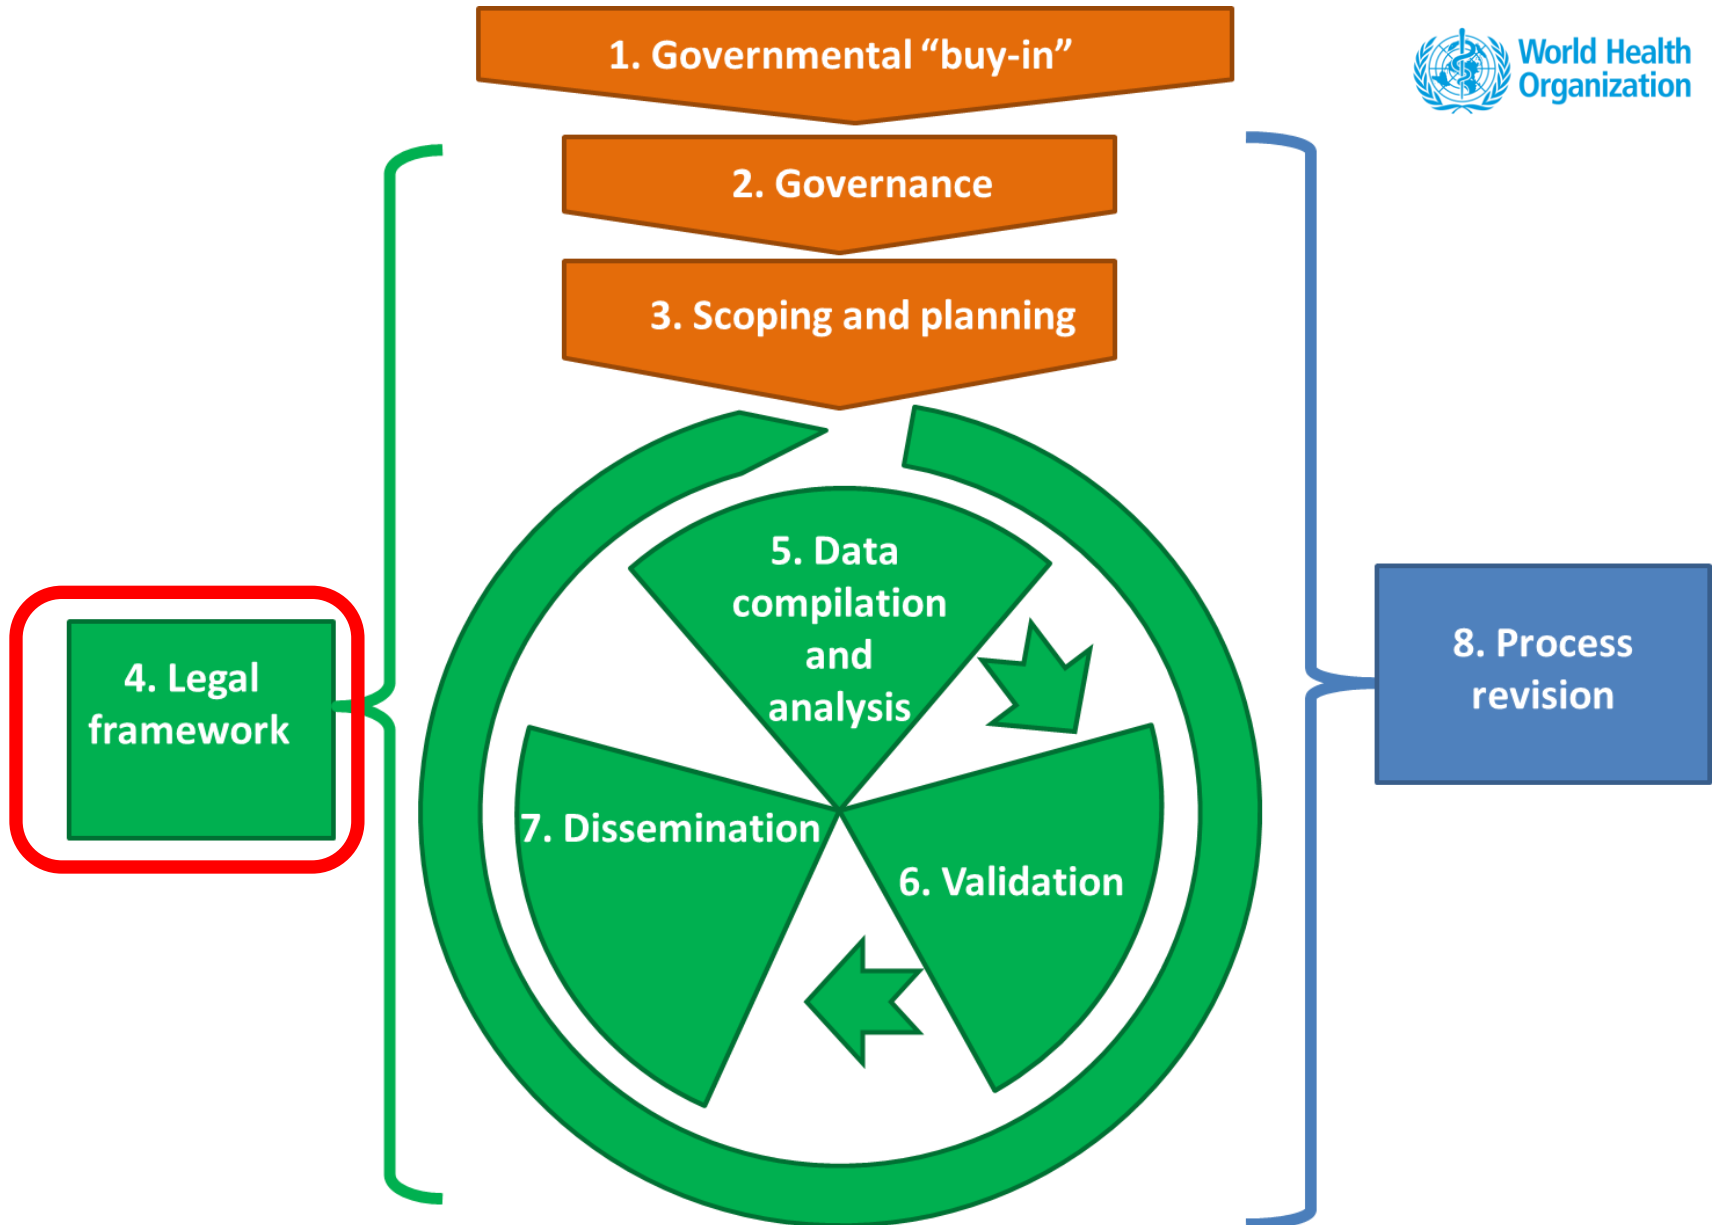 1. Governmental “buy-in”
World Health
Organization
2. Governance
3. Scoping and planning
4. Legal
framework
5. Data
compilation
and
analysis
6. Validation
7. Dissemination
8. Process
revision